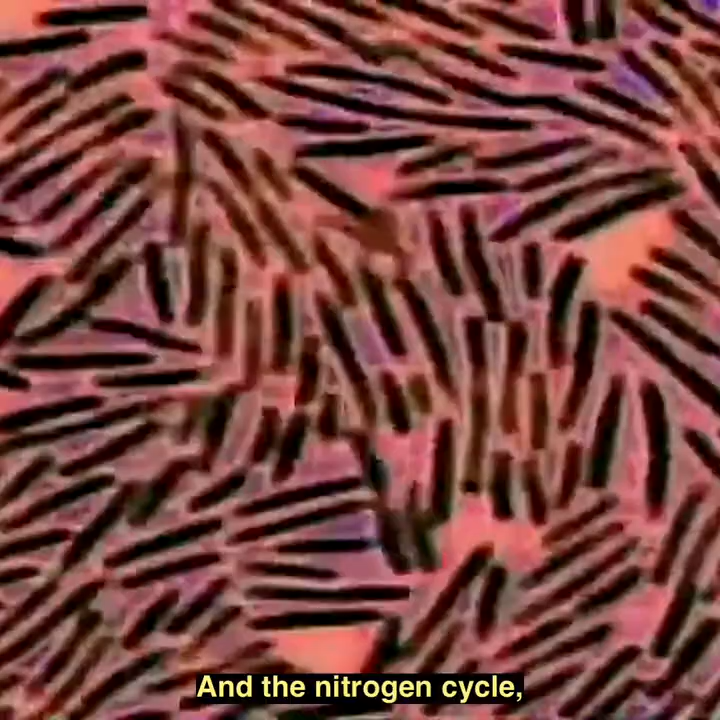 And the nitrogen cycle,